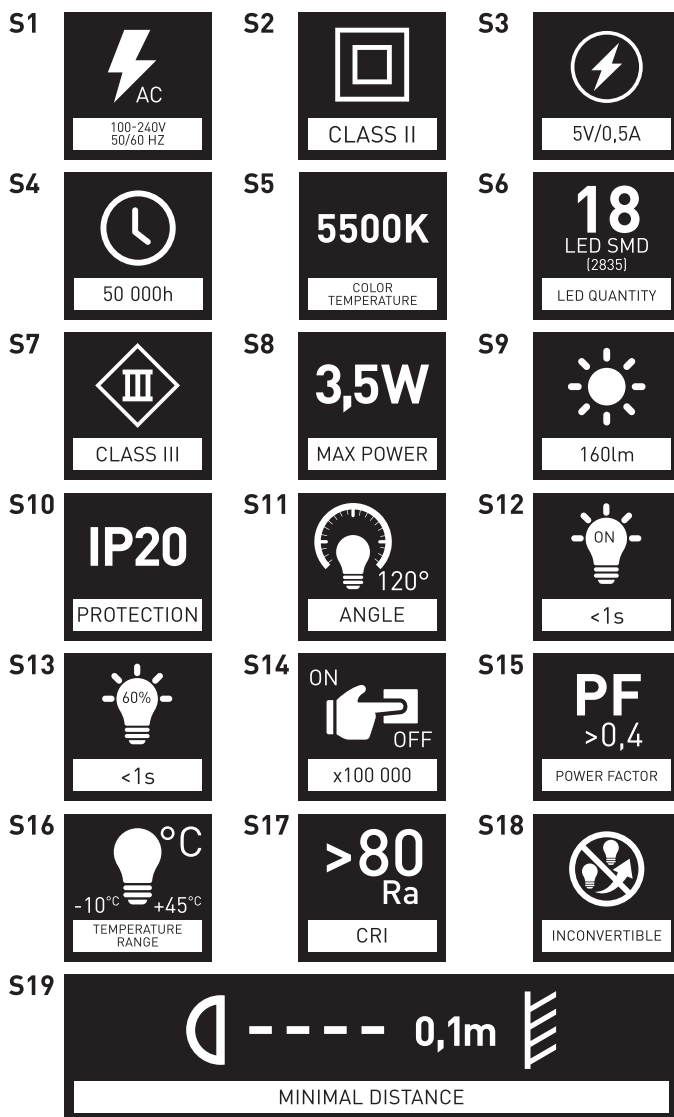 S1
AC
100-240V
50/60 HZ
S2
CLASS II
S3
5V/0,5A
S4
50 000h
S5
5500K
COLOR
TEMPERATURE
S6
18
LED SMD
(2835)
LED QUANTITY
S7
III
CLASS III
S8
3,5W
MAX POWER
S9
160lm
S10
IP20
PROTECTION
S11
120°
ANGLE
S12
ON
<1s
S13
60%
<1s
S14
ON
OFF
x100 000
S15
PF
>0,4
POWER FACTOR
S16
°C
-10°C +45°C
TEMPERATURE
RANGE
S17
>80
Ra
CRI
S18
INCONVERTIBLE
S19
0,1m
MINIMAL DISTANCE